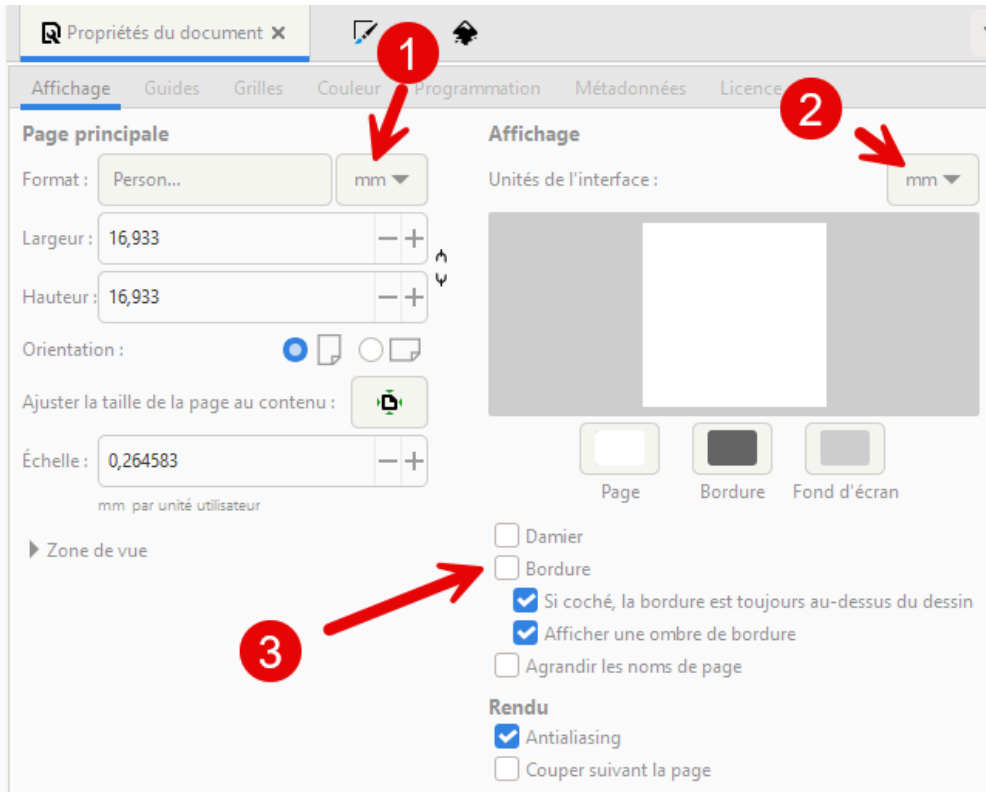 Propriétés du document
1
Affichage Guides Grilles Couleur Programmation Métadonnées Licence
2
Page principale
Format : Person... mm
Largeur : 16,933
Hauteur : 16,933
Orientation :
Ajuster la taille de la page au contenu :
Échelle : 0,264583
mm par unité utilisateur
Zone de vue
Affichage
Unités de l'interface : mm
Page Bordure Fond d'écran
Damier
Bordure
Si coché, la bordure est toujours au-dessus du dessin
Afficher une ombre de bordure
3
Agrandir les noms de page
Rendu
Antialiasing
Couper suivant la page